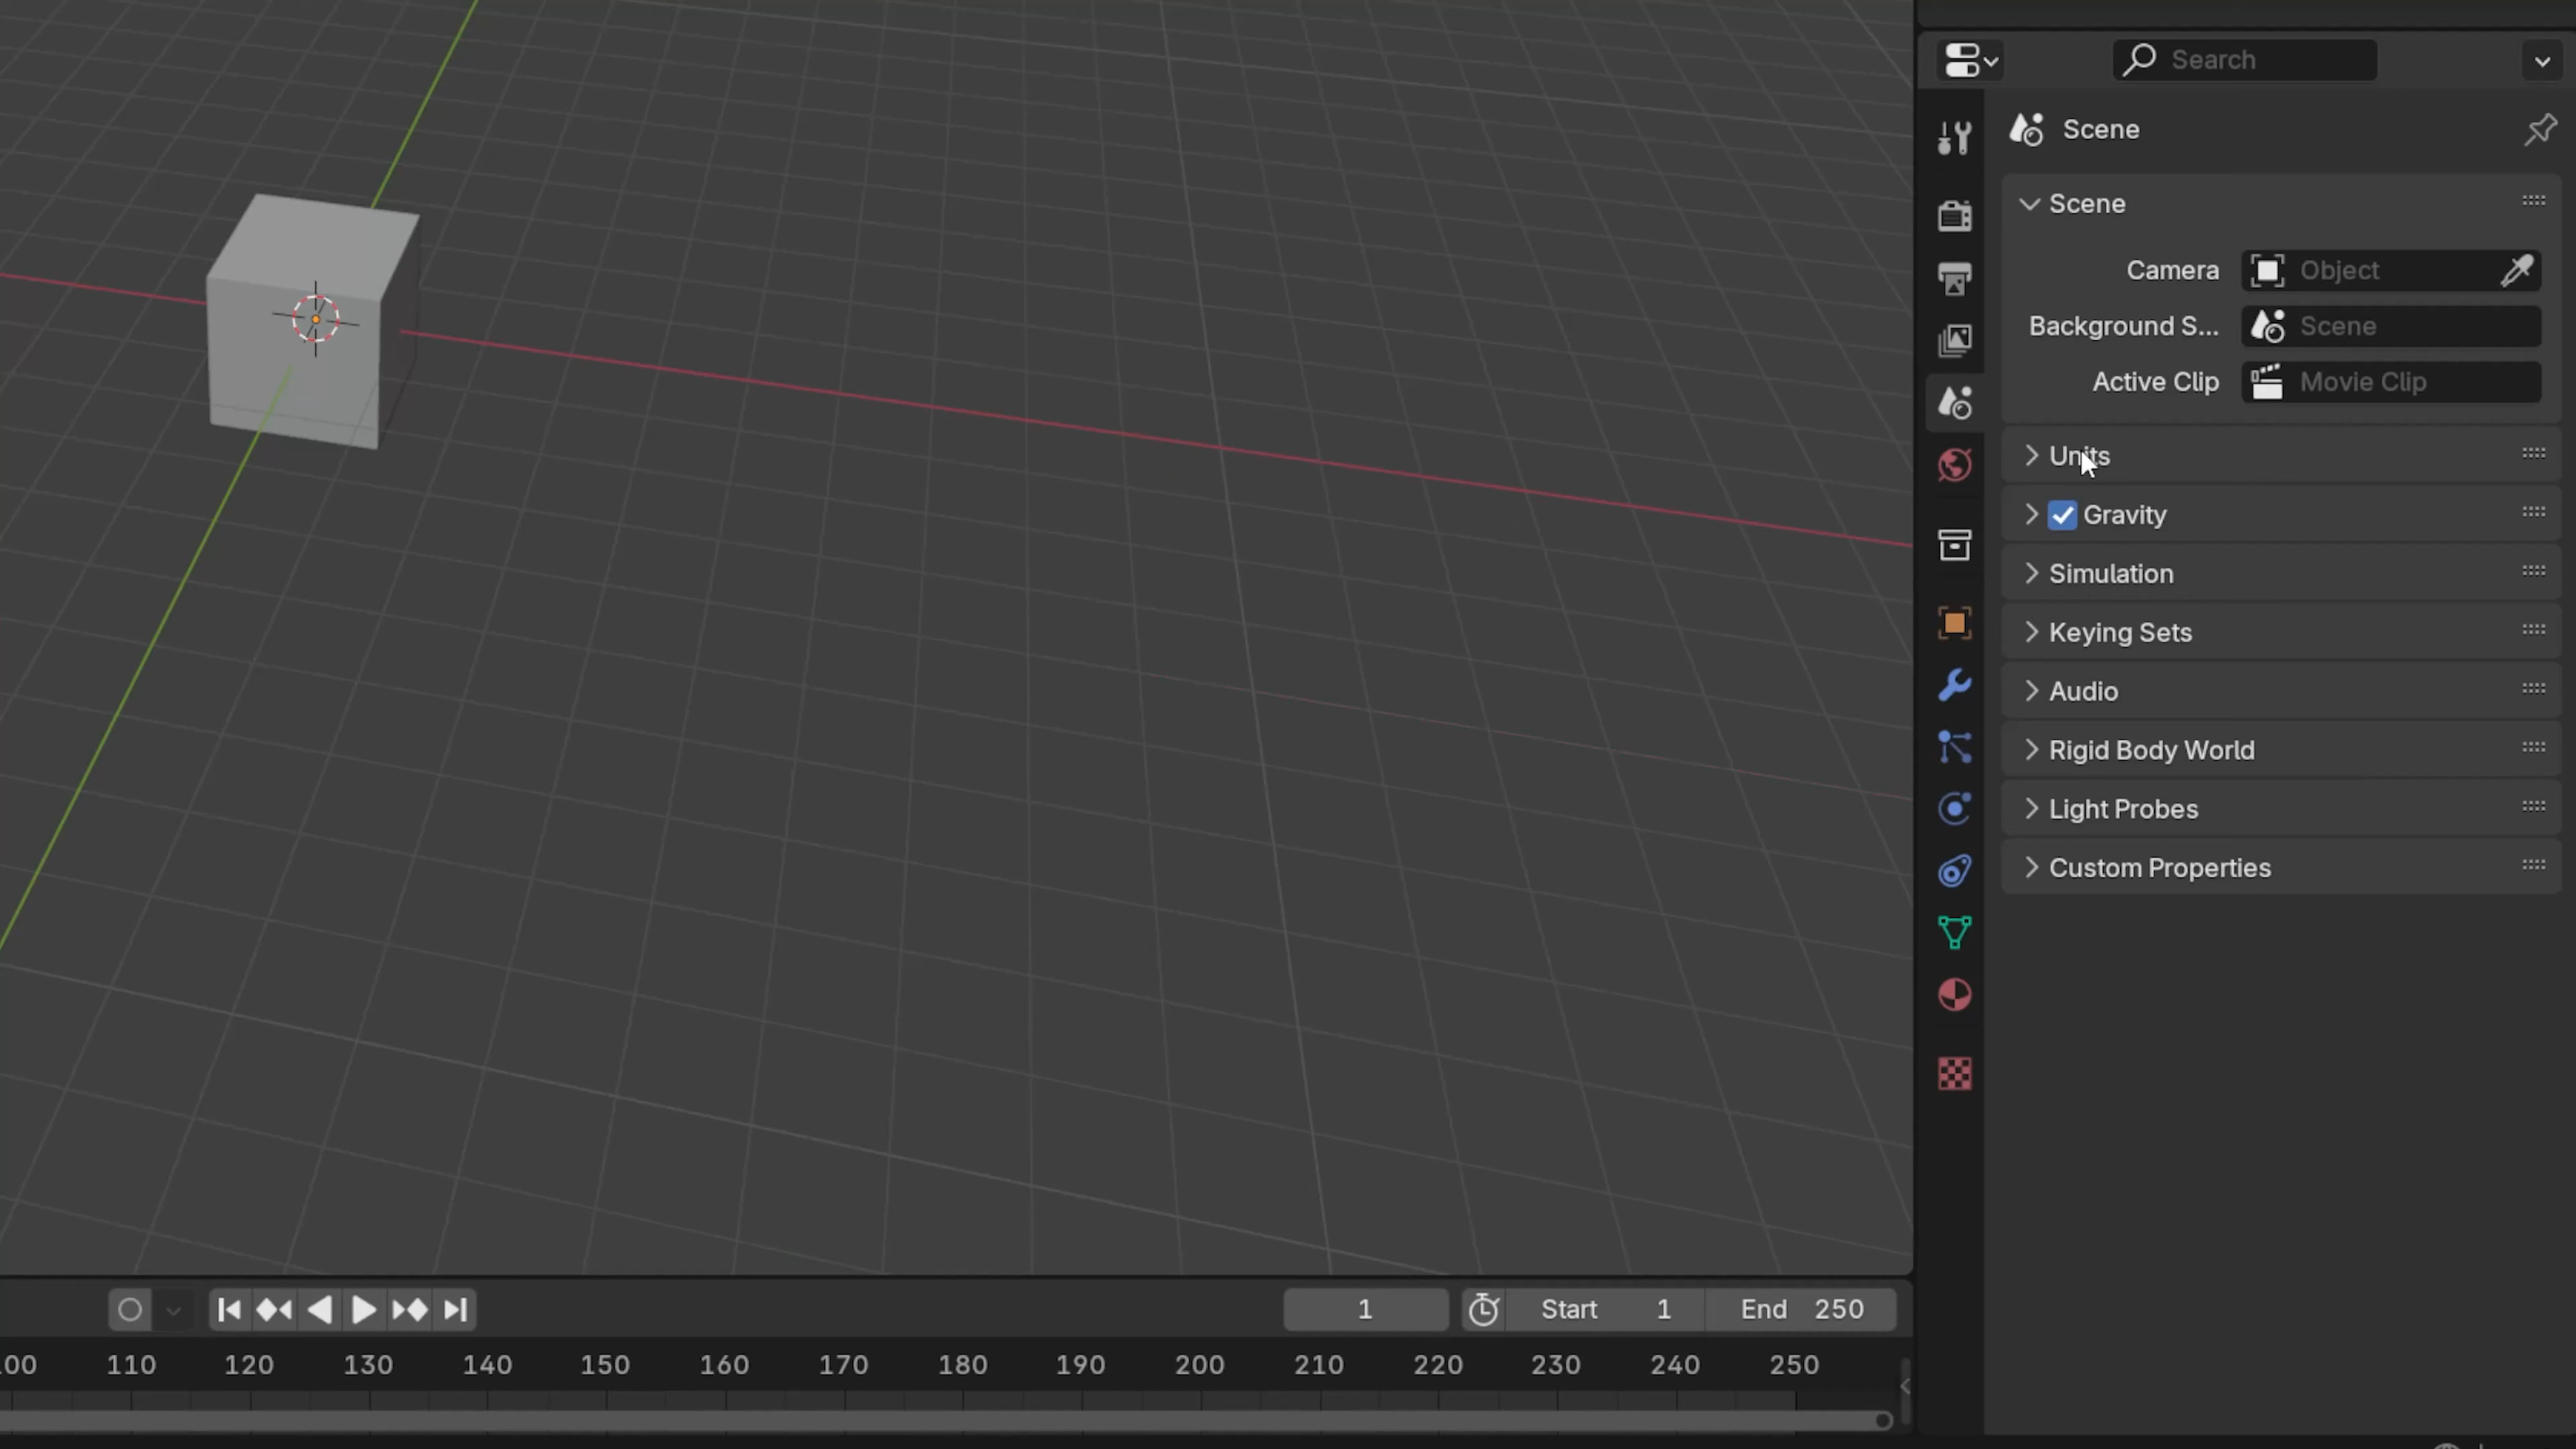 Search
Scene
Scene
Camera Object
Background S... Scene
Active Clip Movie Clip
Units
Gravity
Simulation
Keying Sets
Audio
Rigid Body World
Light Probes
Custom Properties
1 Start 1 End 250
00 110 120 130 140 150 160 170 180 190 200 210 220 230 240 250